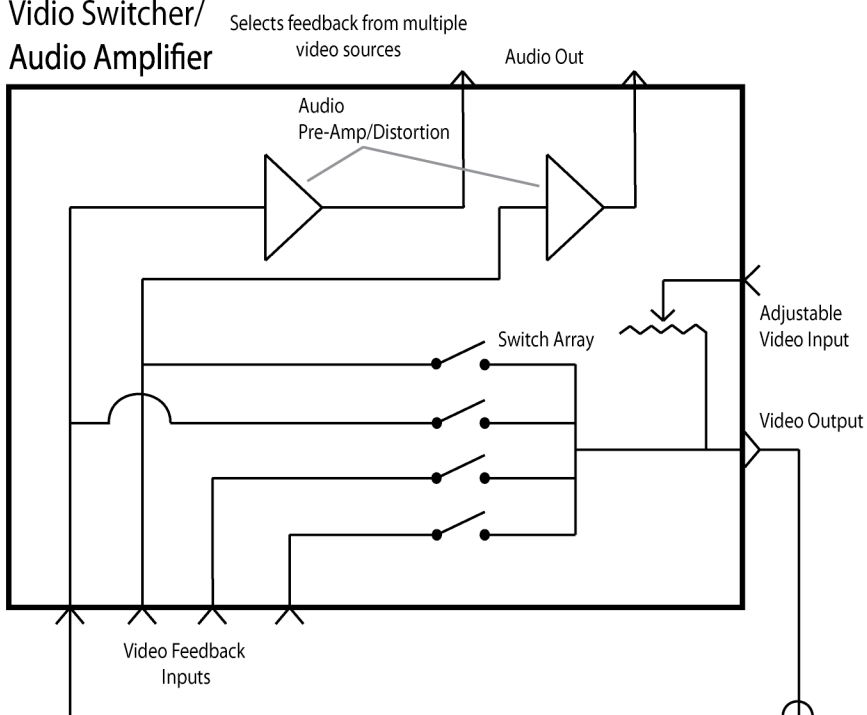 Vidio Switcher/
Audio Amplifier
Selects feedback from multiple
video sources
Audio Out
Audio
Pre-Amp/Distortion
Switch Array
Adjustable
Video Input
Video Output
Video Feedback
Inputs